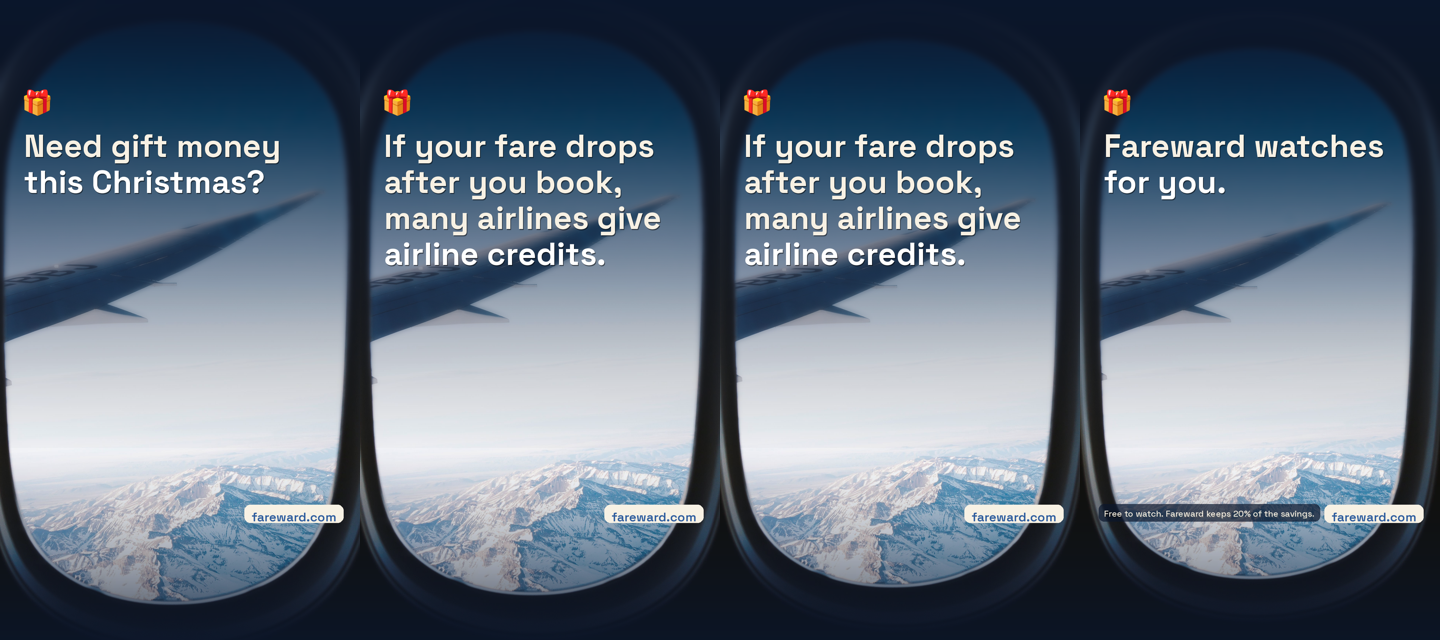 Need gift money
this Christmas?
fareward.com
If your fare drops
after you book,
many airlines give
airline credits.
fareward.com
If your fare drops
after you book,
many airlines give
airline credits.
fareward.com
Fareward watches
for you.
Free to watch. Fareward keeps 20% of the savings.
fareward.com